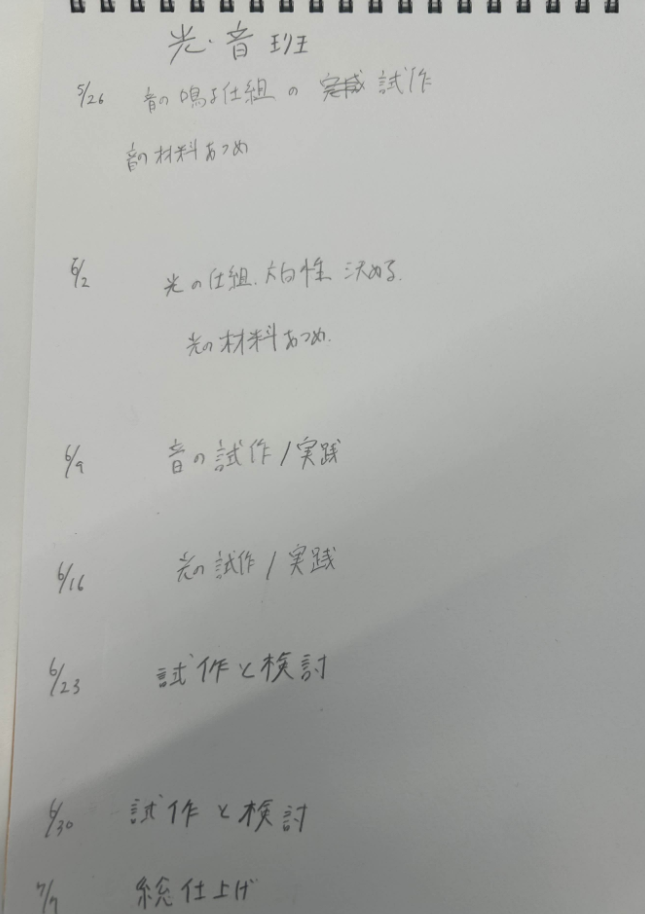 光・音 班
5/26 音の鳴る仕組の 試作
音の材料あつめ
6/2 光の仕組、方向性 決める.
光の材料あつめ.
6/9 音の試作/実践
6/16 光の試作/実践
6/23 試作と検討
6/30 試作と検討
7/7 総仕上げ